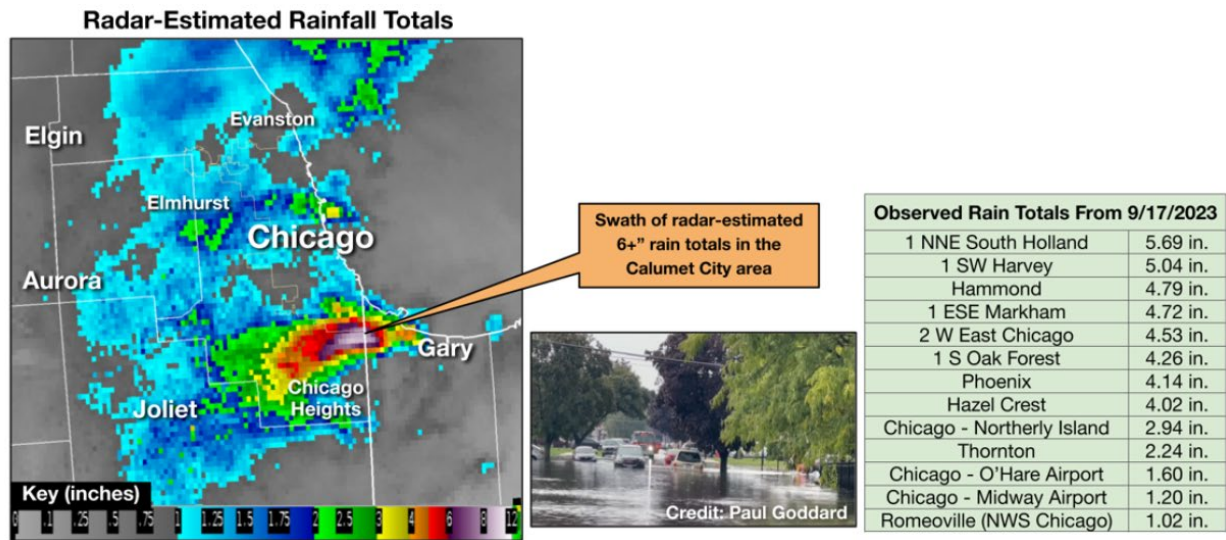 Radar-Estimated Rainfall Totals
Elgin
Evanston
Elmhurst
Chicago
Aurora
Gary
Chicago
Heights
Joliet
Key (inches)
0 .1 .25 .5 .75 1 1.25 1.5 1.75 2 2.5 3 4 6 8 12
Swath of radar-estimated
6+” rain totals in the
Calumet City area
Credit: Paul Goddard
Observed Rain Totals From 9/17/2023
1 NNE South Holland 5.69 in.
1 SW Harvey 5.04 in.
Hammond 4.79 in.
1 ESE Markham 4.72 in.
2 W East Chicago 4.53 in.
1 S Oak Forest 4.26 in.
Phoenix 4.14 in.
Hazel Crest 4.02 in.
Chicago - Northerly Island 2.94 in.
Thornton 2.24 in.
Chicago - O’Hare Airport 1.60 in.
Chicago - Midway Airport 1.20 in.
Romeoville (NWS Chicago) 1.02 in.